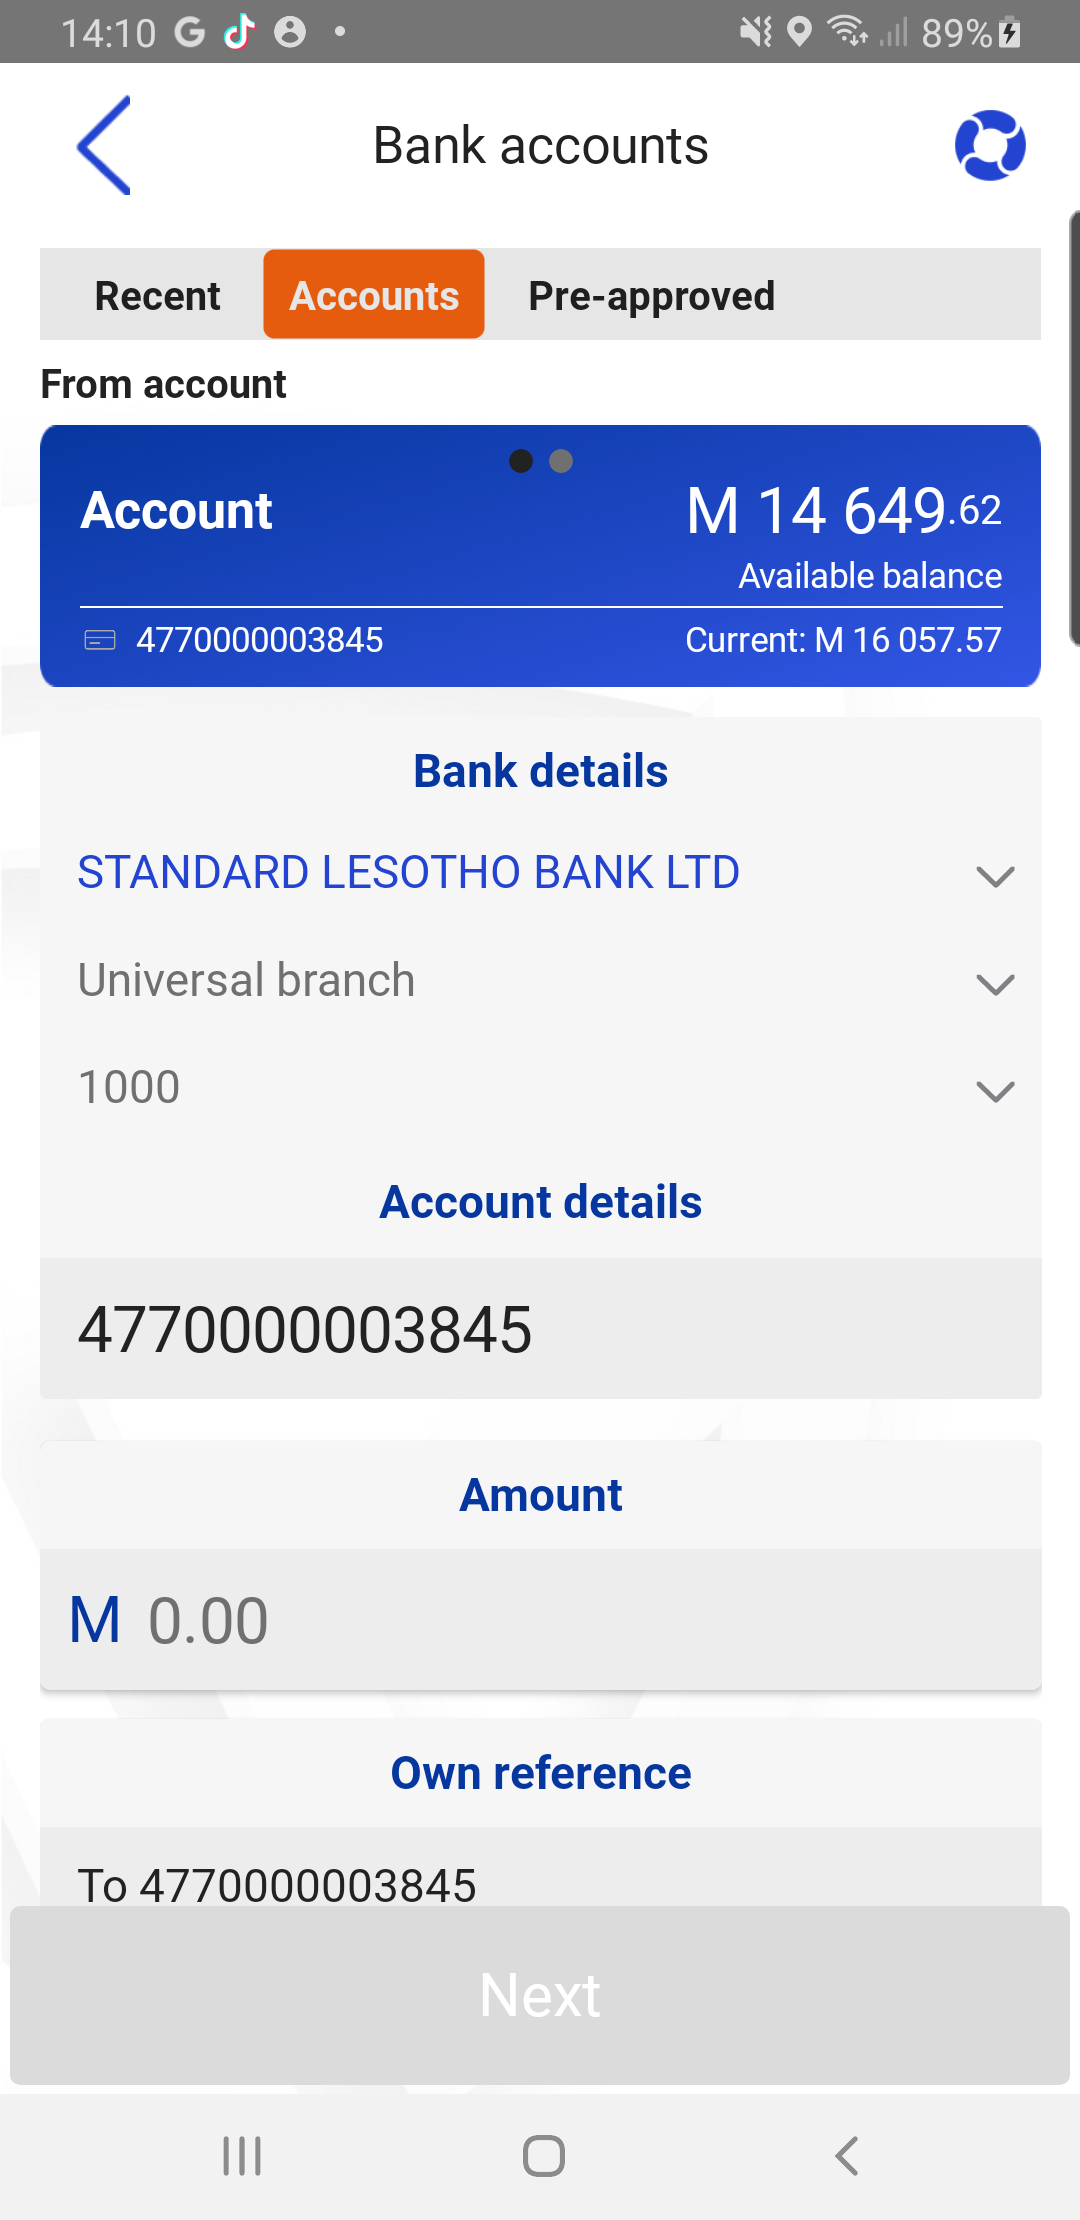 14:10
89%
Bank accounts
Recent Accounts Pre-approved
From account
Account M 14 649.62
Available balance
4770000003845 Current: M 16 057.57
Bank details
STANDARD LESOTHO BANK LTD
Universal branch
1000
Account details
4770000003845
Amount
M 0.00
Own reference
To 4770000003845
Next